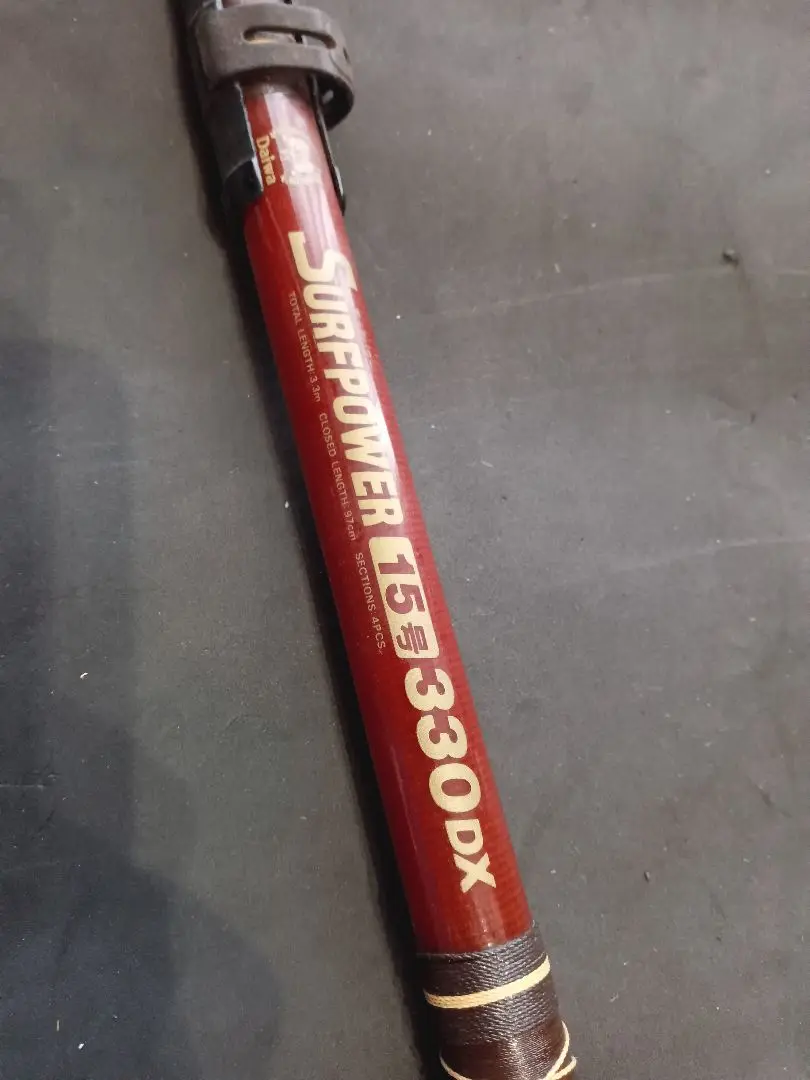 Daiwa
SURFPOWER 15号 330DX
TOTAL LENGTH:3.3m CLOSED LENGTH:97cm SECTIONS:4PCS.